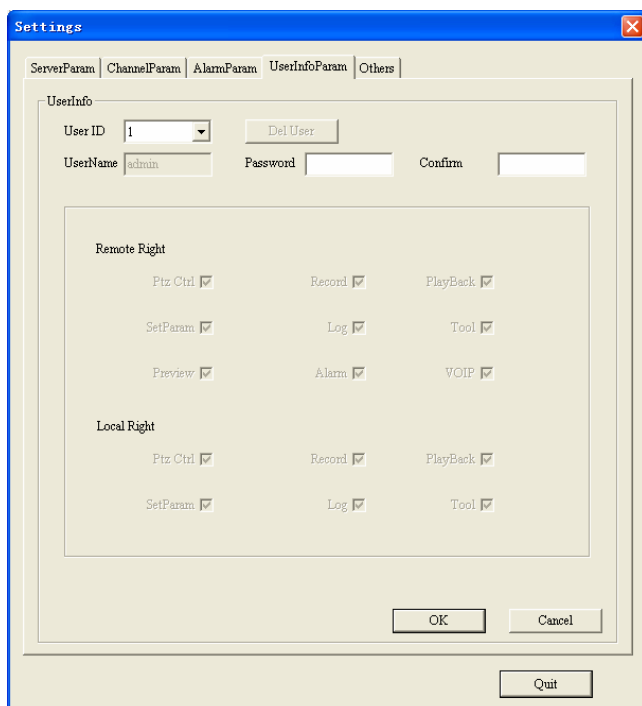 Settings
ServerParam ChannelParam AlarmParam UserInfoParam Others
UserInfo
User ID 1 Del User
UserName admin Password Confirm
Remote Right
Ptz Ctrl Record PlayBack
SetParam Log Tool
Preview Alarm VOIP
Local Right
Ptz Ctrl Record PlayBack
SetParam Log Tool
OK Cancel
Quit